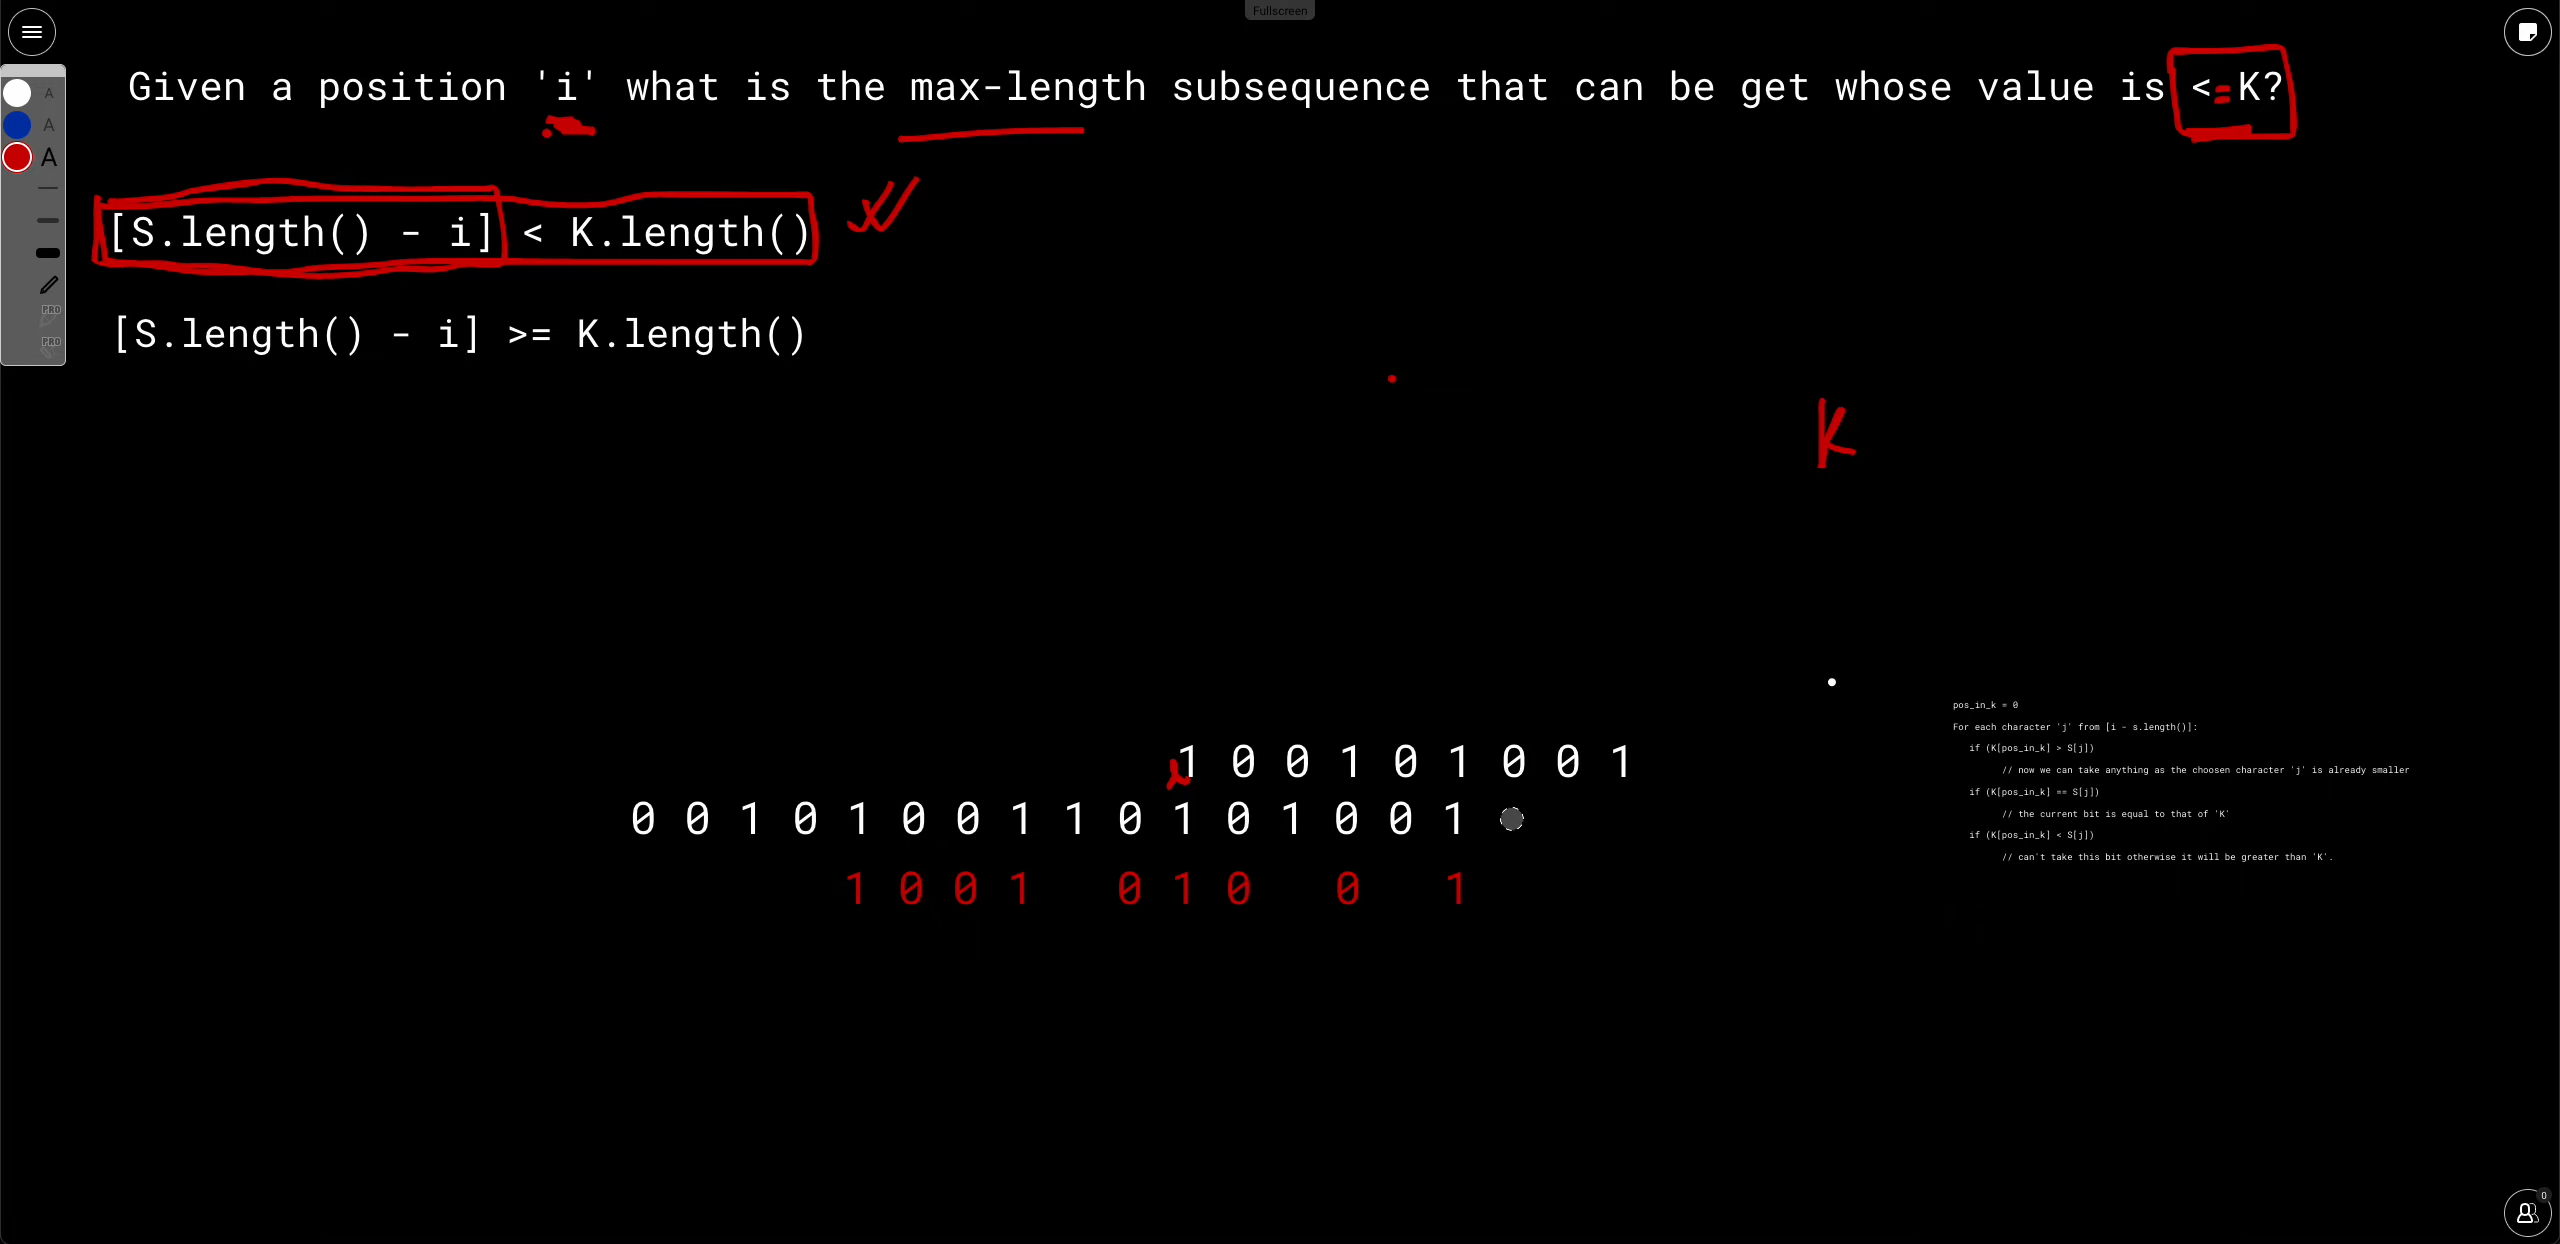 Fullscreen
Given a position 'i' what is the max-length subsequence that can be get whose value is <=K?
A
A
A
[S.length() - i] < K.length()
PRO
[S.length() - i] >= K.length()
PRO
K
pos_in_k = 0
For each character 'j' from [i - s.length()]:
if (K[pos_in_k] > S[j])
// now we can take anything as the choosen character 'j' is already smaller
if (K[pos_in_k] == S[j])
// the current bit is equal to that of 'K'
if (K[pos_in_k] < S[j])
// can't take this bit otherwise it will be greater than 'K'.
1 0 0 1 0 1 0 0 1
0 0 1 0 1 0 0 1 1 0 1 0 1 0 0 1
1 0 0 1 0 1 0 0 1
0